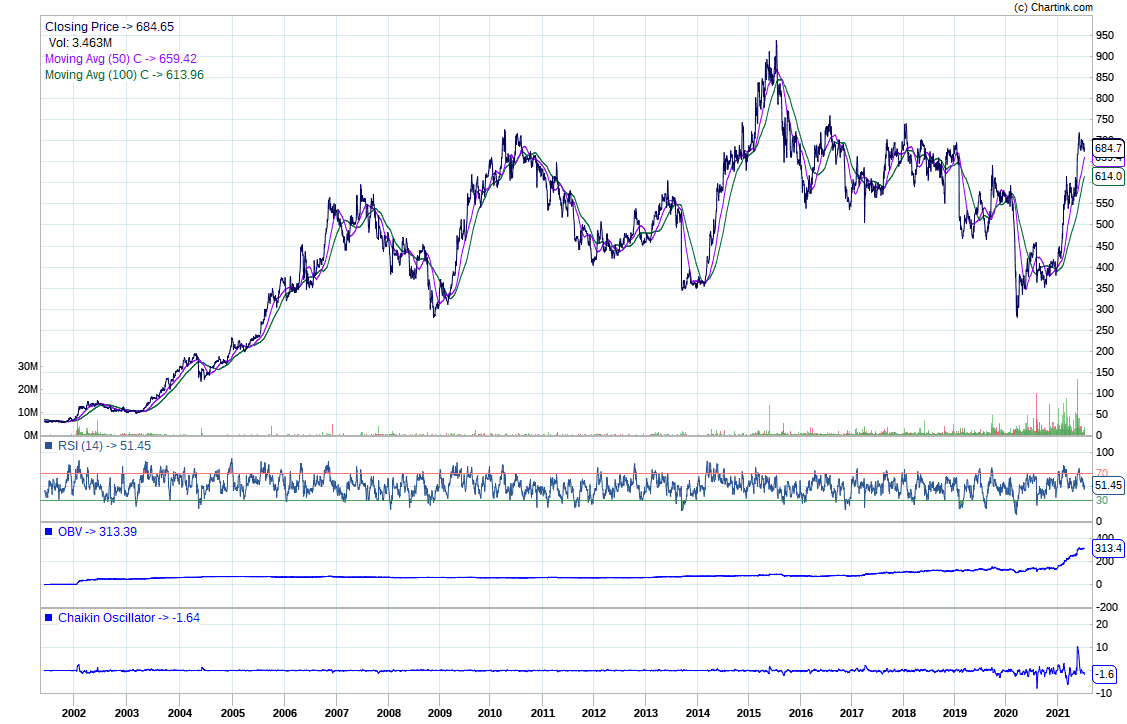 (c) Chartink.com
Closing Price -> 684.65
Vol: 3.463M
Moving Avg (50) C -> 659.42
Moving Avg (100) C -> 613.96
950
900
850
800
750
684.7
614.0
550
500
450
400
350
300
250
200
150
100
50
0
30M
20M
10M
0M
RSI (14) -> 51.45
100
70
51.45
30
0
OBV -> 313.39
400
313.4
200
0
-200
Chaikin Oscillator -> -1.64
20
10
-1.6
-10
2002 2003 2004 2005 2006 2007 2008 2009 2010 2011 2012 2013 2014 2015 2016 2017 2018 2019 2020 2021